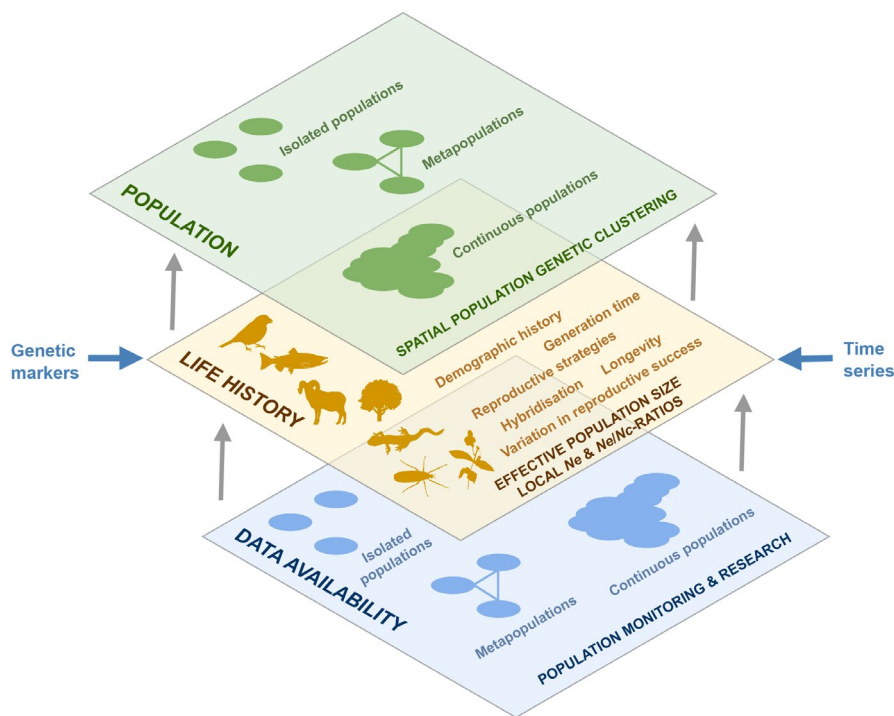 Isolated populations
Metapopulations
POPULATION
Continuous populations
SPATIAL POPULATION GENETIC CLUSTERING
Genetic
markers
Time
series
LIFE HISTORY
Demographic history
Generation time
Reproductive strategies
Hybridisation
Longevity
Variation in reproductive success
EFFECTIVE POPULATION SIZE
LOCAL Ne & Ne/Nc-RATIOS
DATA AVAILABILITY
Isolated
populations
Metapopulations
Continuous populations
POPULATION MONITORING & RESEARCH